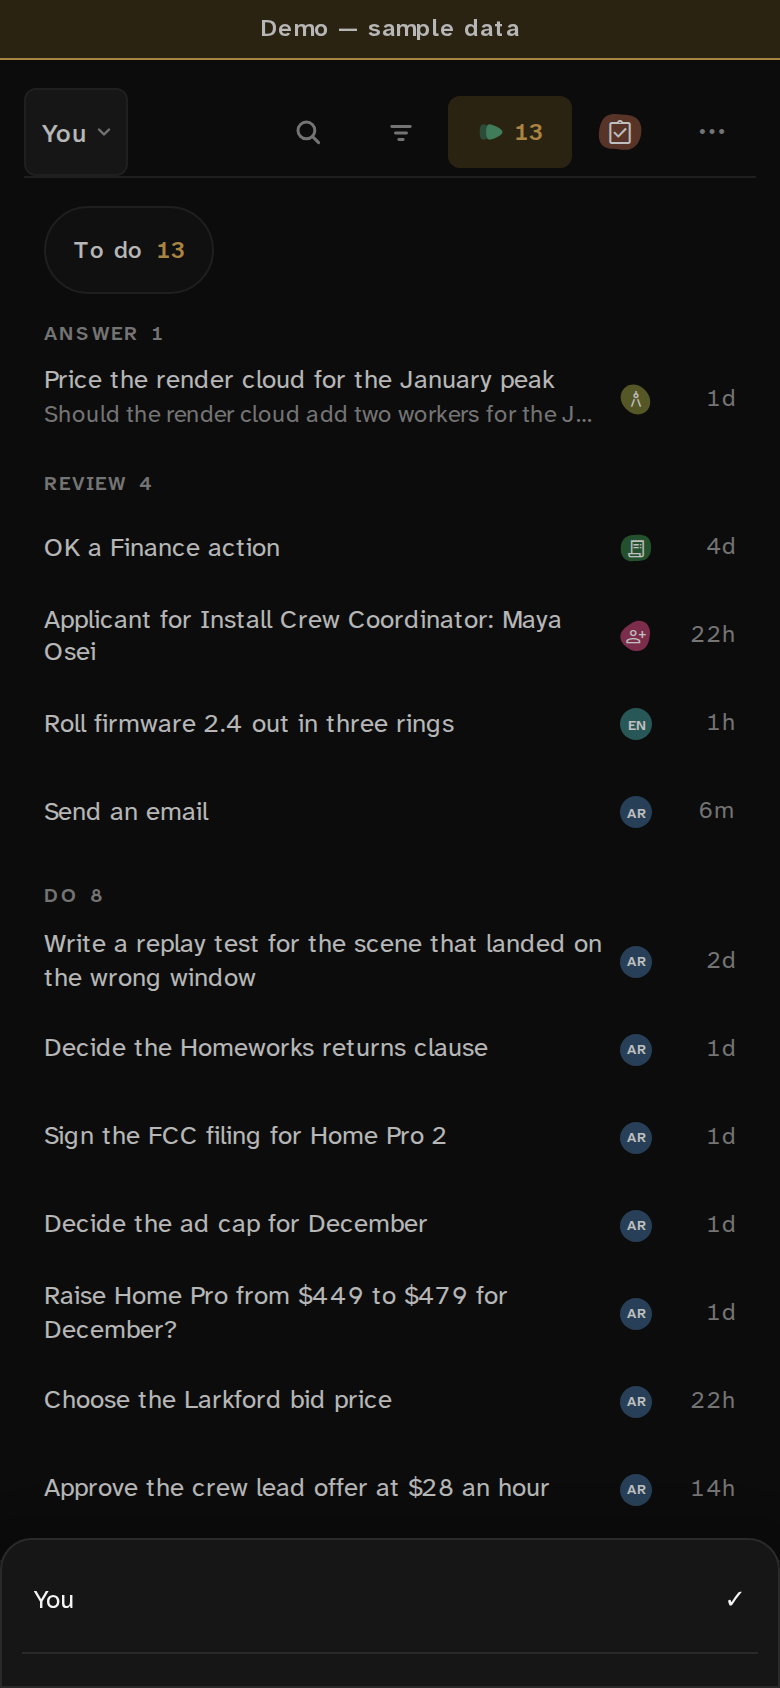 Demo — sample data
You
13
To do 13
ANSWER 1
Price the render cloud for the January peak
Should the render cloud add two workers for the J...
1d
REVIEW 4
OK a Finance action
4d
Applicant for Install Crew Coordinator: Maya
Osei
22h
Roll firmware 2.4 out in three rings
EN
1h
Send an email
AR
6m
DO 8
Write a replay test for the scene that landed on
the wrong window
AR
2d
Decide the Homeworks returns clause
AR
1d
Sign the FCC filing for Home Pro 2
AR
1d
Decide the ad cap for December
AR
1d
Raise Home Pro from $449 to $479 for
December?
AR
1d
Choose the Larkford bid price
AR
22h
Approve the crew lead offer at $28 an hour
AR
14h
You ✓